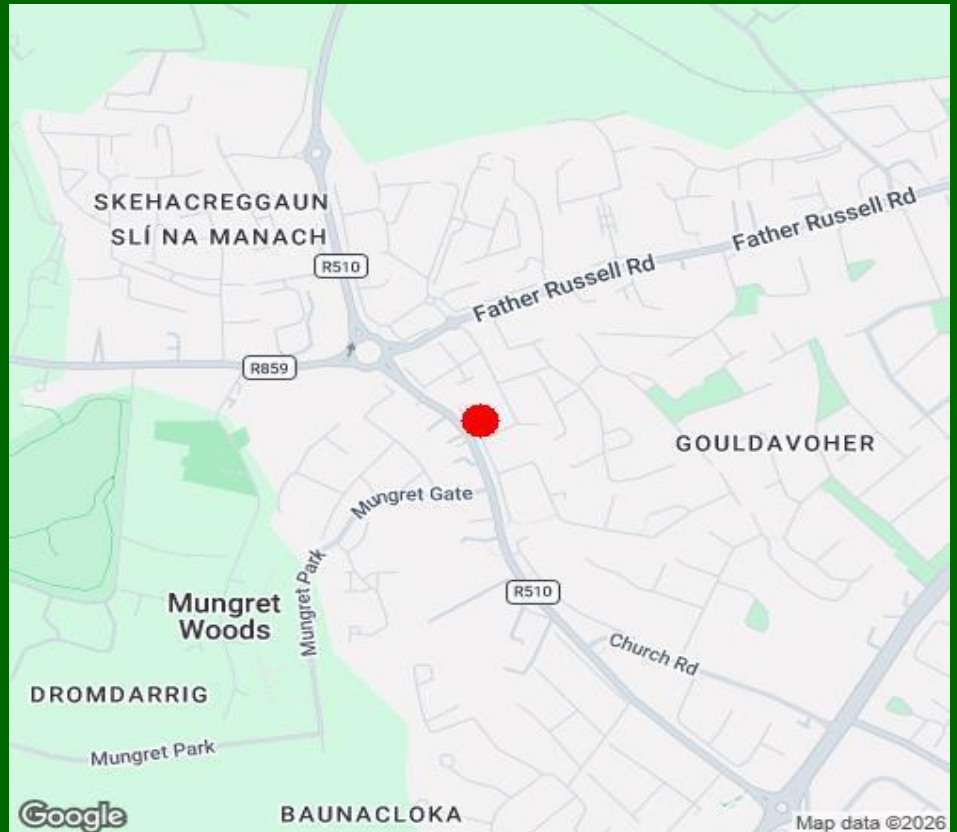 SKEHACREGGAUN
SLÍ NA MANACH
R510
Father Russell Rd
Father Russell Rd
R859
GOULDAVOHER
Mungret Gate
Mungret Park
R510
Mungret
Woods
Church Rd
DROMDARRIG
Mungret Park
BAUNACLOKA
Google
Map data ©2026